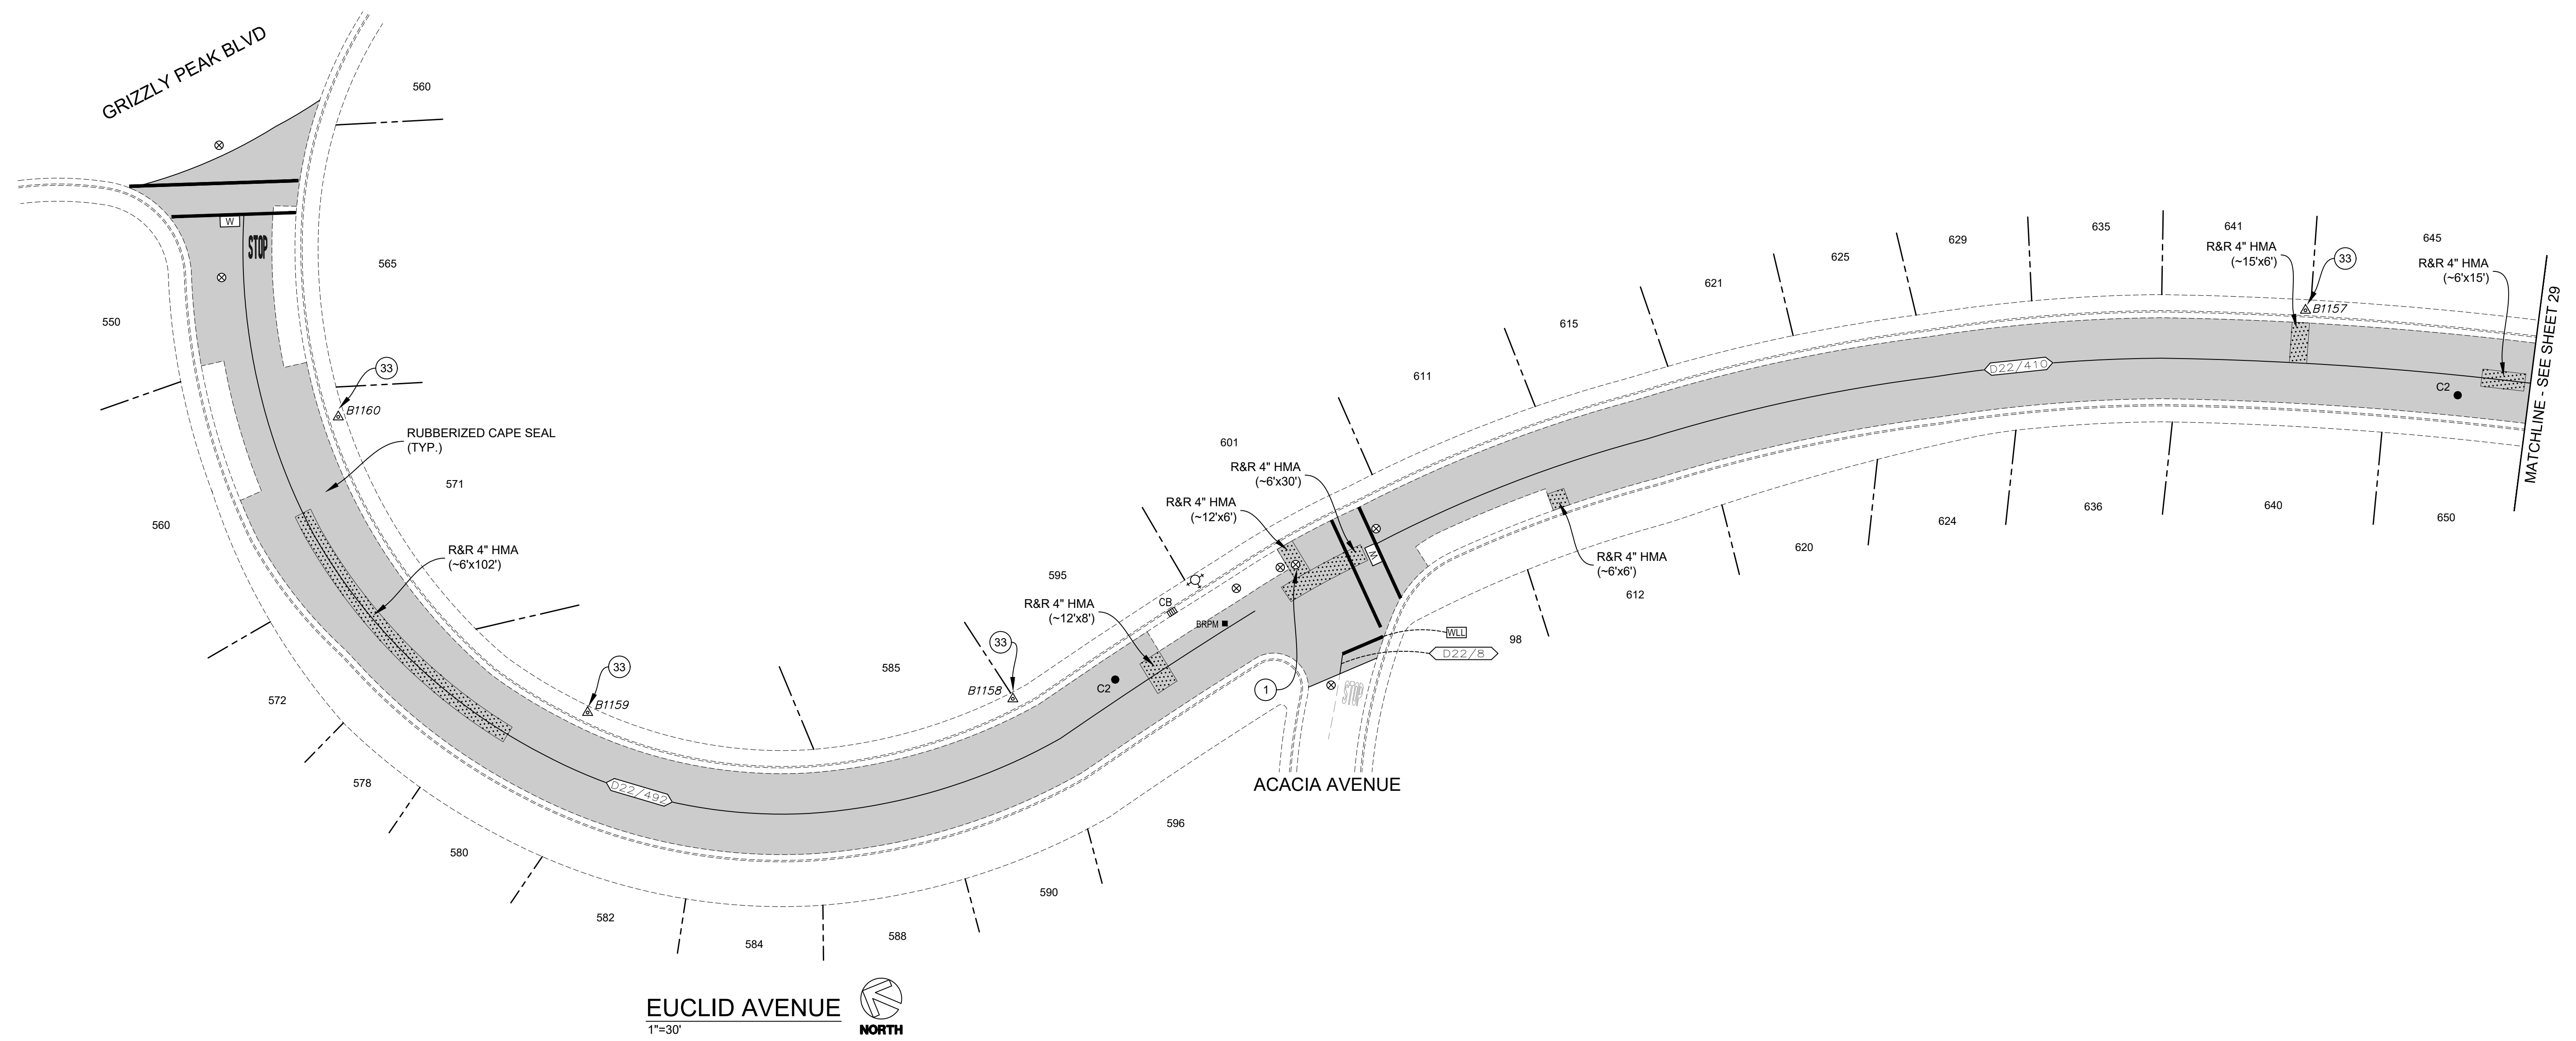 GRIZZLY PEAK BLVD
560
W
STOP
565
550
33
B1160
RUBBERIZED CAPE SEAL
(TYP.)
571
560
R&R 4" HMA
(~6'x102')
572
578
580
582
584
588
590
596
33
B1159
D22/492
585
33
B1158
595
CB
R&R 4" HMA
(~12'x8')
C2
BRPM
601
R&R 4" HMA
(~6'x30')
R&R 4" HMA
(~12'x6')
W
1
WLL
D22/8
98
STOP
ACACIA AVENUE
611
615
621
625
629
635
641
645
R&R 4" HMA
(~15'x6')
33
B1157
R&R 4" HMA
(~6'x15')
D22/410
C2
R&R 4" HMA
(~6'x6')
612
620
624
636
640
650
MATCHLINE - SEE SHEET 29
EUCLID AVENUE
1"=30'
NORTH